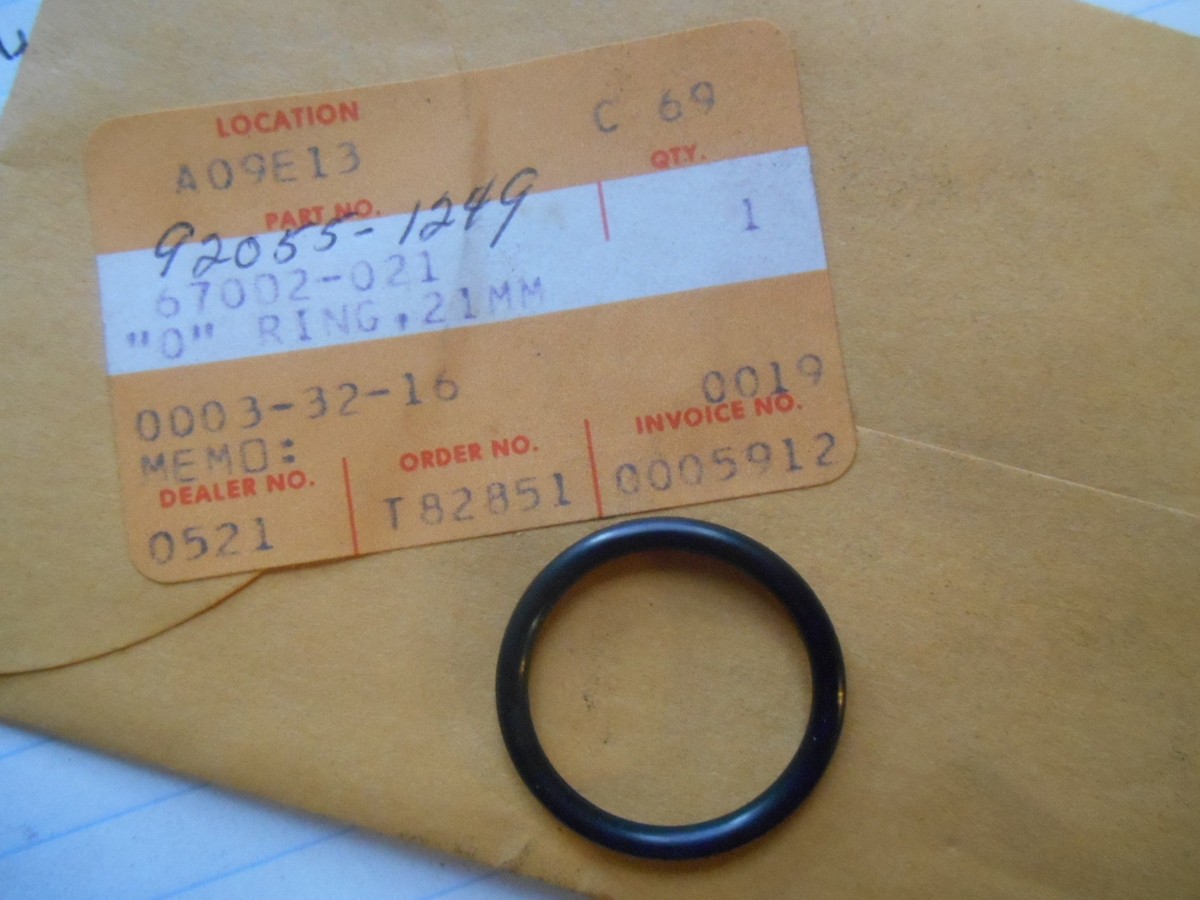 LOCATION
A09E13 C 69
PART NO. QTY.
92055-1249
67002-021 1
"O" RING,21MM
0003-32-16 0019
MEMO:
DEALER NO. ORDER NO. INVOICE NO.
0521 T82851 0005912